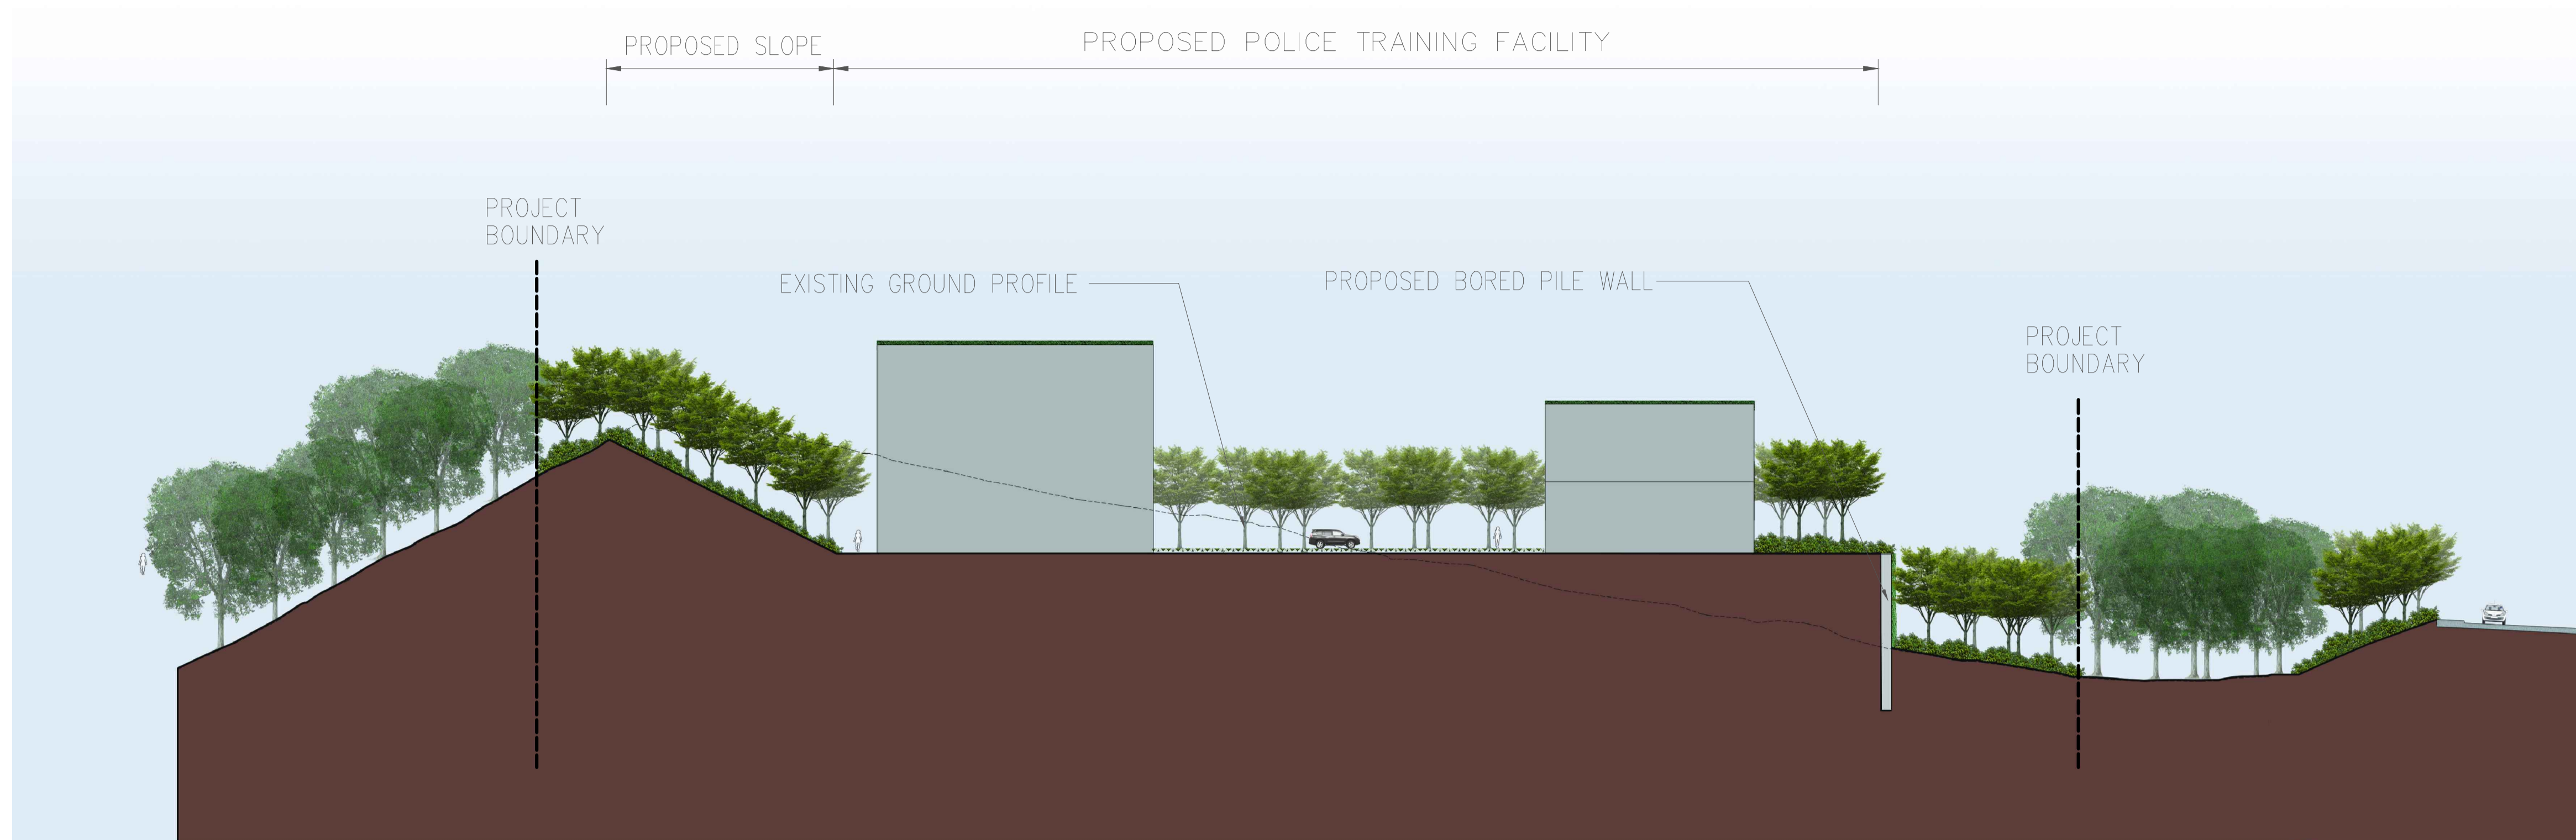 PROPOSED SLOPE
PROPOSED POLICE TRAINING FACILITY
PROJECT
BOUNDARY
EXISTING GROUND PROFILE
PROPOSED BORED PILE WALL
PROJECT
BOUNDARY